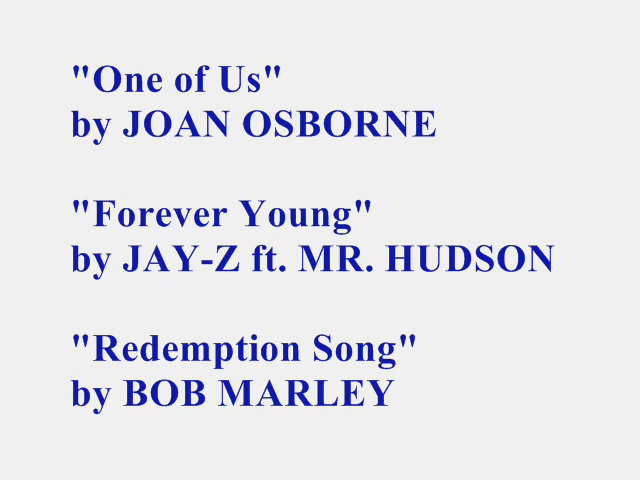 "One of Us"
by JOAN OSBORNE
"Forever Young"
by JAY-Z ft. MR. HUDSON
"Redemption Song"
by BOB MARLEY